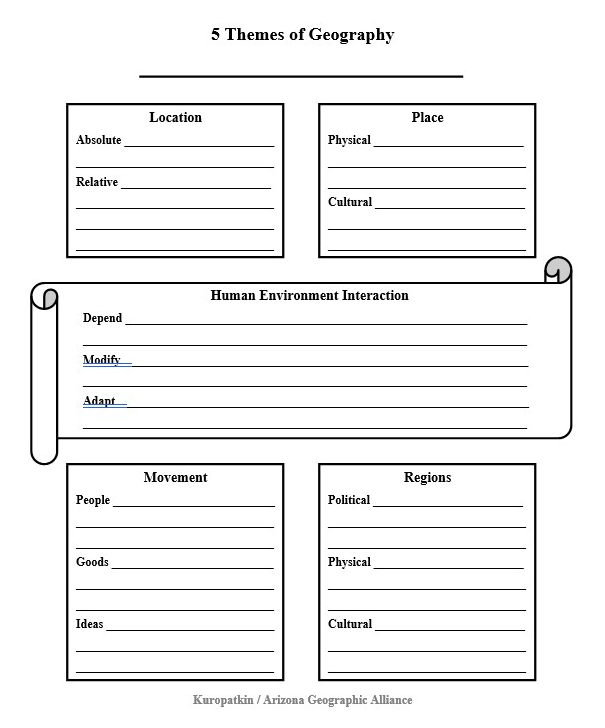 5 Themes of Geography
Location
Absolute
Relative
Place
Physical
Cultural
Human Environment Interaction
Depend
Modify
Adapt
Movement
People
Goods
Ideas
Regions
Political
Physical
Cultural
Kuropatkin / Arizona Geographic Alliance